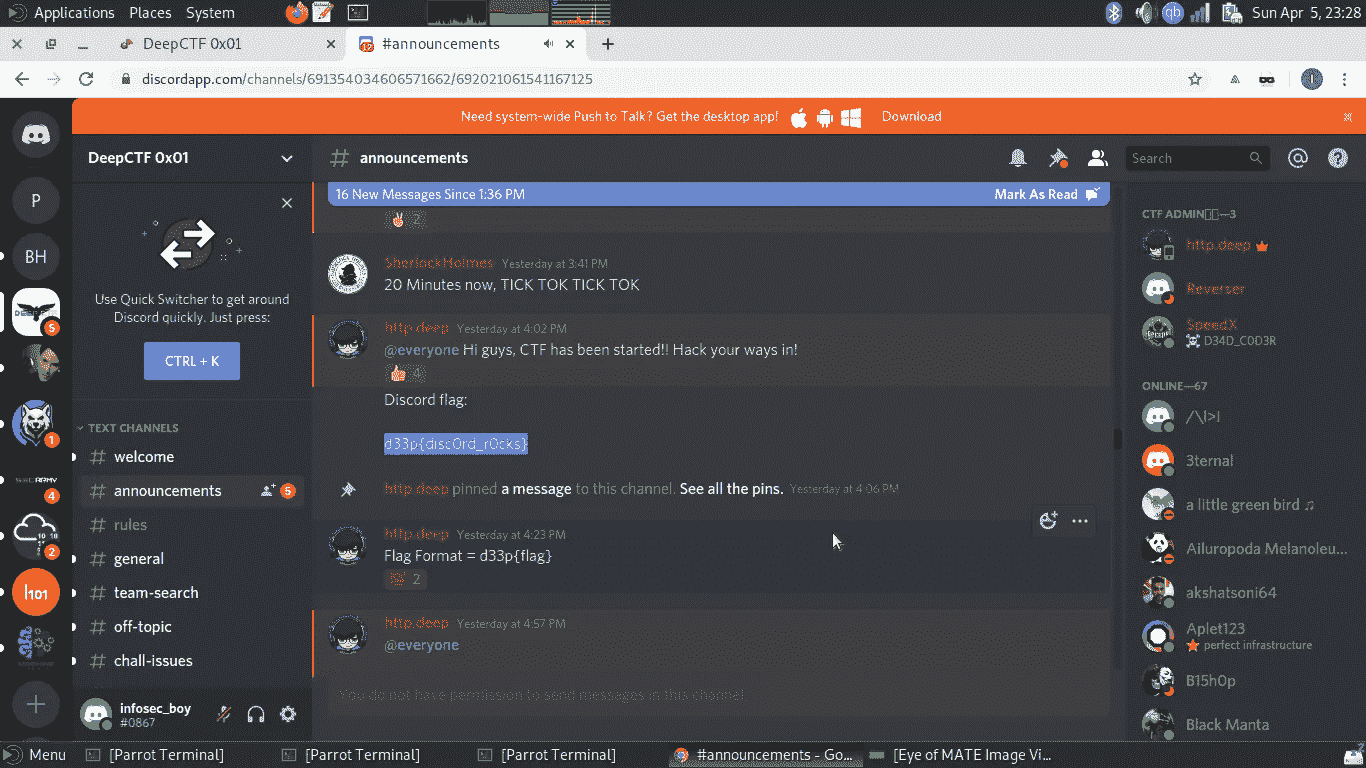 Applications Places System
Sun Apr 5, 23:28
DeepCTF 0x01
#announcements
discordapp.com/channels/691354034606571662/692021061541167125
Need system-wide Push to Talk? Get the desktop app! Download
DeepCTF 0x01
# announcements
Search
16 New Messages Since 1:36 PM Mark As Read
2
SherlockHolmes Yesterday at 3:41 PM
20 Minutes now, TICK TOK TICK TOK
http.deep Yesterday at 4:02 PM
@everyone Hi guys, CTF has been started!! Hack your ways in!
4
Discord flag:
d33p{disc0rd_r0cks}
http.deep pinned a message to this channel. See all the pins. Yesterday at 4:06 PM
http.deep Yesterday at 4:23 PM
Flag Format = d33p{flag}
2
http.deep Yesterday at 4:57 PM
@everyone
You do not have permission to send messages in this channel.
P
BH
5
1
4
2
l101
Use Quick Switcher to get around
Discord quickly. Just press:
CTRL + K
TEXT CHANNELS
# welcome
# announcements 5
# rules
# general
# team-search
# off-topic
# chall-issues
infosec_boy
#0867
CTF ADMIN—3
http.deep
Reverser
SpeedX
D34D_C0D3R
ONLINE—67
/\|>|
3ternal
a little green bird ♫
Ailuropoda Melanoleu...
akshatsoni64
Aplet123
perfect infrastructure
B15h0p
Black Manta
Menu
[Parrot Terminal]
[Parrot Terminal]
[Parrot Terminal]
#announcements - Go...
[Eye of MATE Image Vi...